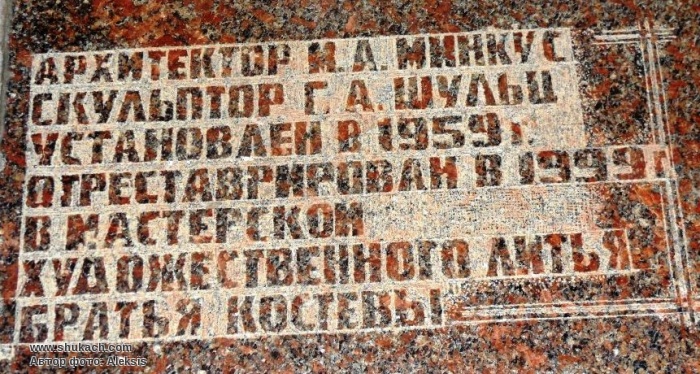 АРХИТЕКТОР М.А.МИНКУС
СКУЛЬПТОР Г.А.ШУЛЬЦ
УСТАНОВЛЕН В 1959 г.
ОТРЕСТАВРИРОВАН В 1999 г
В МАСТЕРСКОЙ
ХУДОЖЕСТВЕННОГО ЛИТЬЯ
БРАТЬЯ КОСТЕВЫ
www.shukach.com
Автор фото: Aleksis